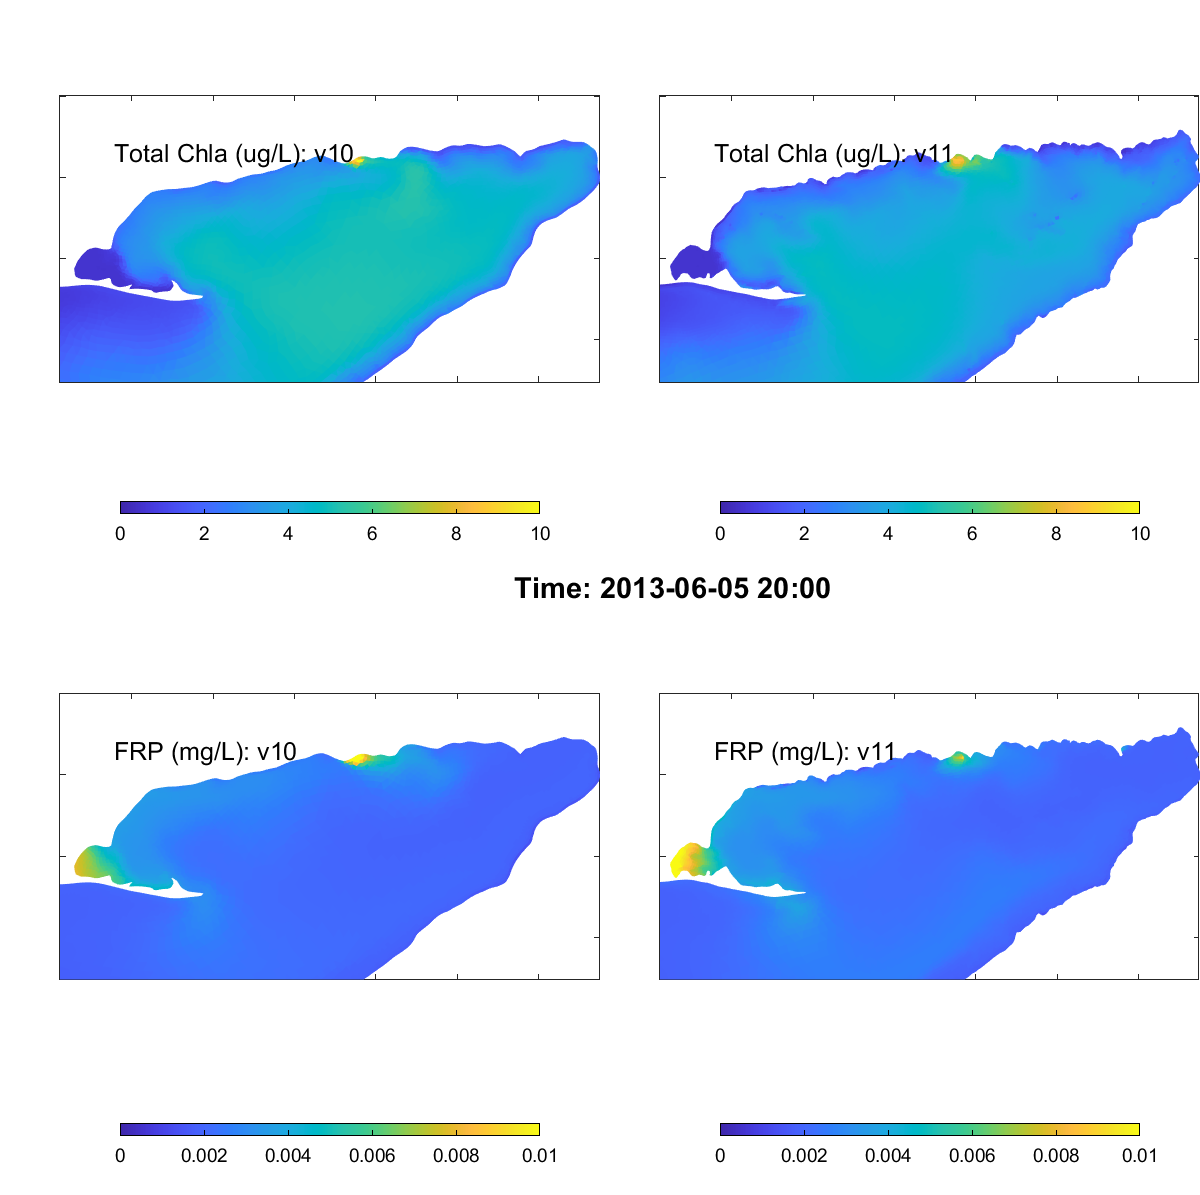 Total Chla (ug/L): v10
Total Chla (ug/L): v11
0 2 4 6 8 10
0 2 4 6 8 10
Time: 2013-06-05 20:00
FRP (mg/L): v10
FRP (mg/L): v11
0 0.002 0.004 0.006 0.008 0.01
0 0.002 0.004 0.006 0.008 0.01